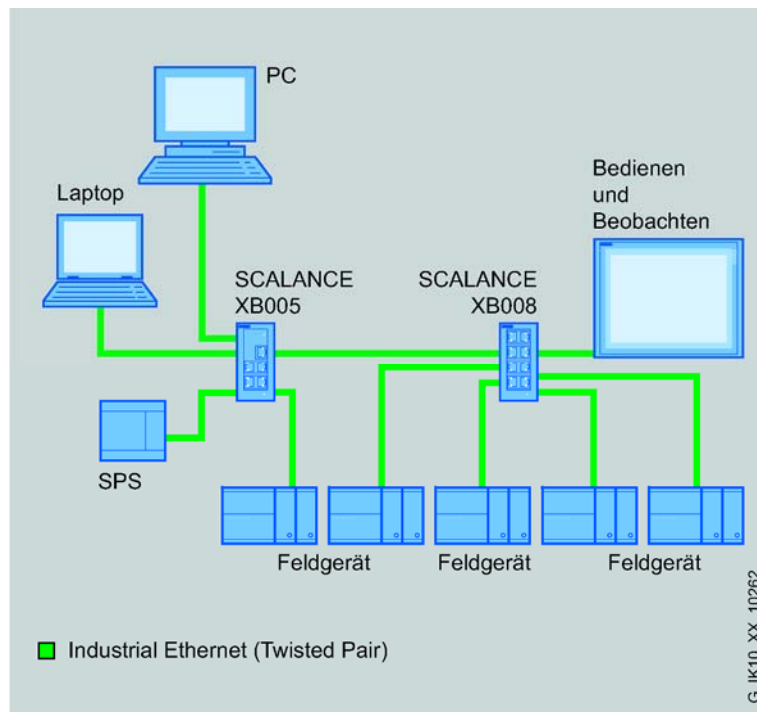 PC
Laptop
Bedienen
und
Beobachten
SCALANCE
XB005
SCALANCE
XB008
SPS
Feldgerät
Feldgerät
Feldgerät
Industrial Ethernet (Twisted Pair)
G_IK10_XX_10262